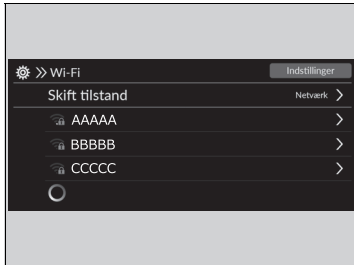 Wi-Fi Indstillinger
Skift tilstand Netværk
AAAAA
BBBBB
CCCCC